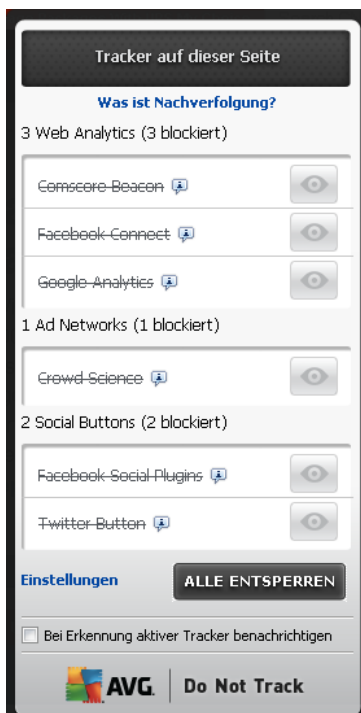 Tracker auf dieser Seite
Was ist Nachverfolgung?
3 Web Analytics (3 blockiert)
Comscore Beacon
Facebook Connect
Google Analytics
1 Ad Networks (1 blockiert)
Crowd Science
2 Social Buttons (2 blockiert)
Facebook Social Plugins
Twitter Button
Einstellungen
ALLE ENTSPERREN
Bei Erkennung aktiver Tracker benachrichtigen
AVG. Do Not Track